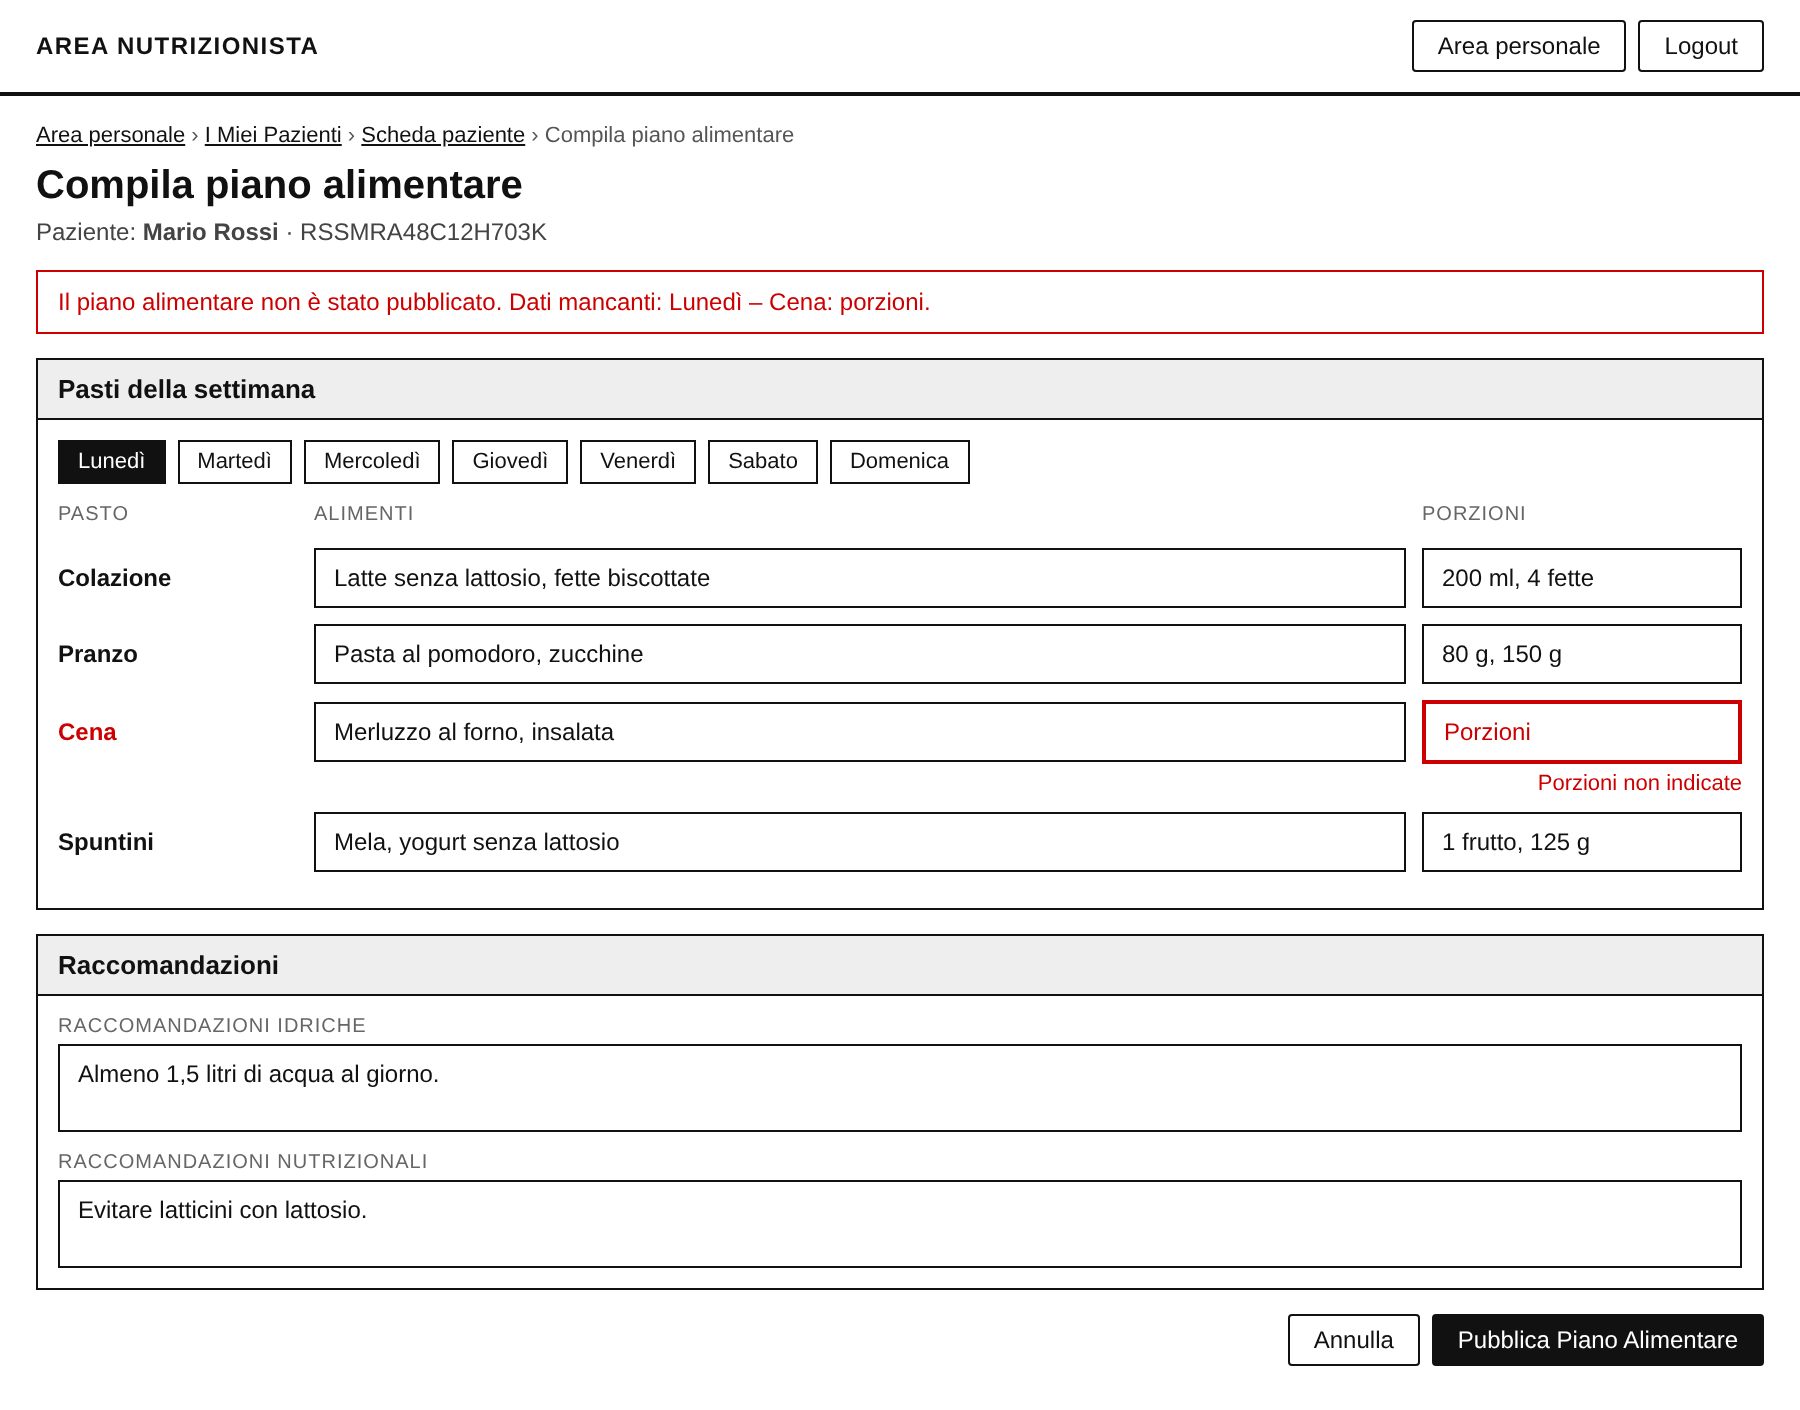 AREA NUTRIZIONISTA
Area personale
Logout
Area personale › I Miei Pazienti › Scheda paziente › Compila piano alimentare
Compila piano alimentare
Paziente: Mario Rossi · RSSMRA48C12H703K
Il piano alimentare non è stato pubblicato. Dati mancanti: Lunedì – Cena: porzioni.
Pasti della settimana
Lunedì
Martedì
Mercoledì
Giovedì
Venerdì
Sabato
Domenica
PASTO
ALIMENTI
PORZIONI
Colazione
Latte senza lattosio, fette biscottate
200 ml, 4 fette
Pranzo
Pasta al pomodoro, zucchine
80 g, 150 g
Cena
Merluzzo al forno, insalata
Porzioni
Porzioni non indicate
Spuntini
Mela, yogurt senza lattosio
1 frutto, 125 g
Raccomandazioni
RACCOMANDAZIONI IDRICHE
Almeno 1,5 litri di acqua al giorno.
RACCOMANDAZIONI NUTRIZIONALI
Evitare latticini con lattosio.
Annulla
Pubblica Piano Alimentare